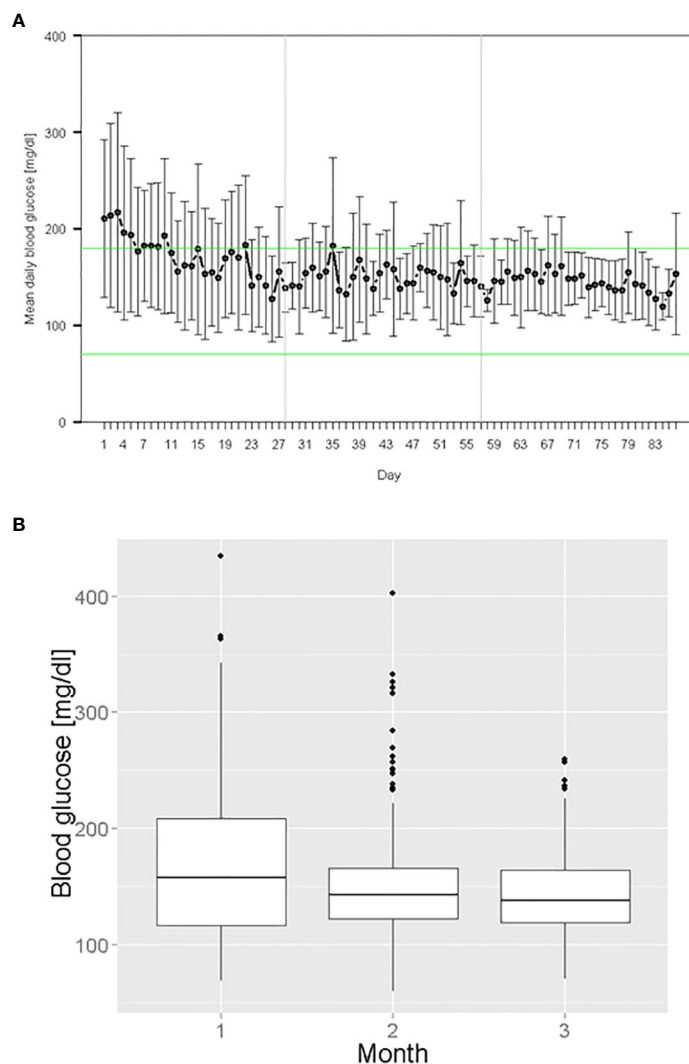 A
Mean daily blood glucose [mg/dl]
400
300
200
100
0
1 4 7 11 15 19 23 27 31 35 39 43 47 51 55 59 63 67 71 75 79 83
Day
B
Blood glucose [mg/dl]
400
300
200
100
1 2 3
Month